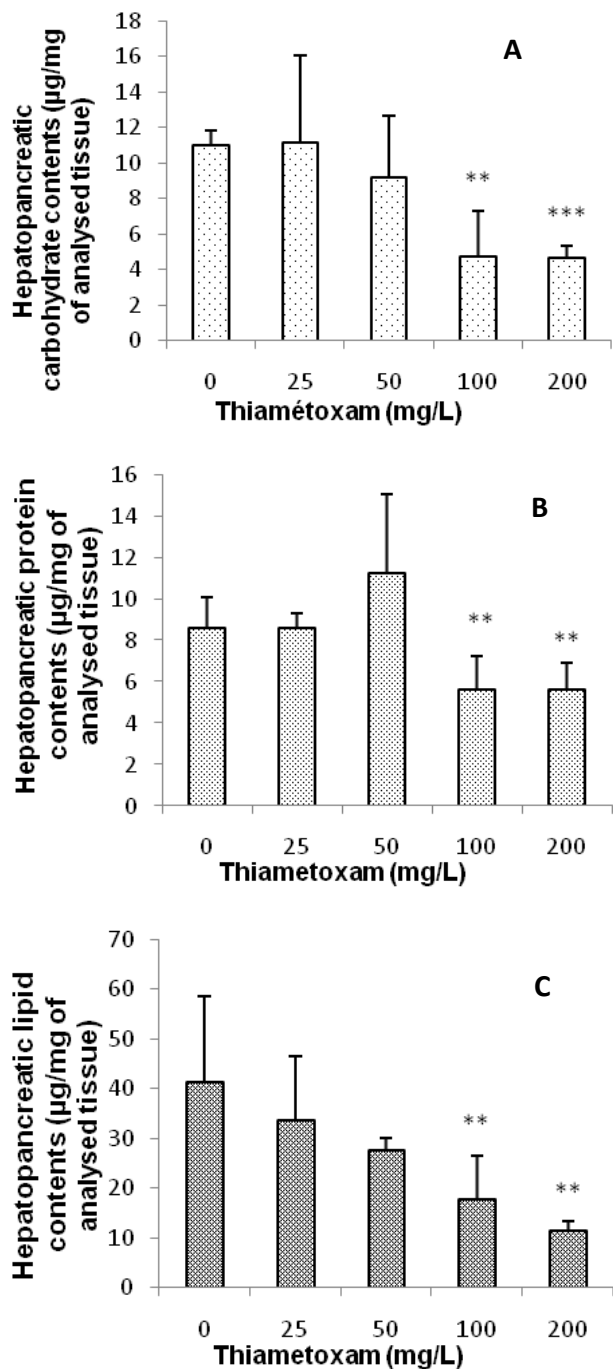 Hepatopancreatic
carbohydrate contents (µg/mg
of analysed tissue)
18
16
14
12
10
8
6
4
2
0
A
**
***
0 25 50 100 200
Thiamétoxam (mg/L)
Hepatopancreatic protein
contents (µg/mg of
analysed tissue)
16
14
12
10
8
6
4
2
0
B
**
**
0 25 50 100 200
Thiametoxam (mg/L)
Hepatopancreatic lipid
contents (µg/mg of
analysed tissue)
70
60
50
40
30
20
10
0
C
**
**
0 25 50 100 200
Thiametoxam (mg/L)